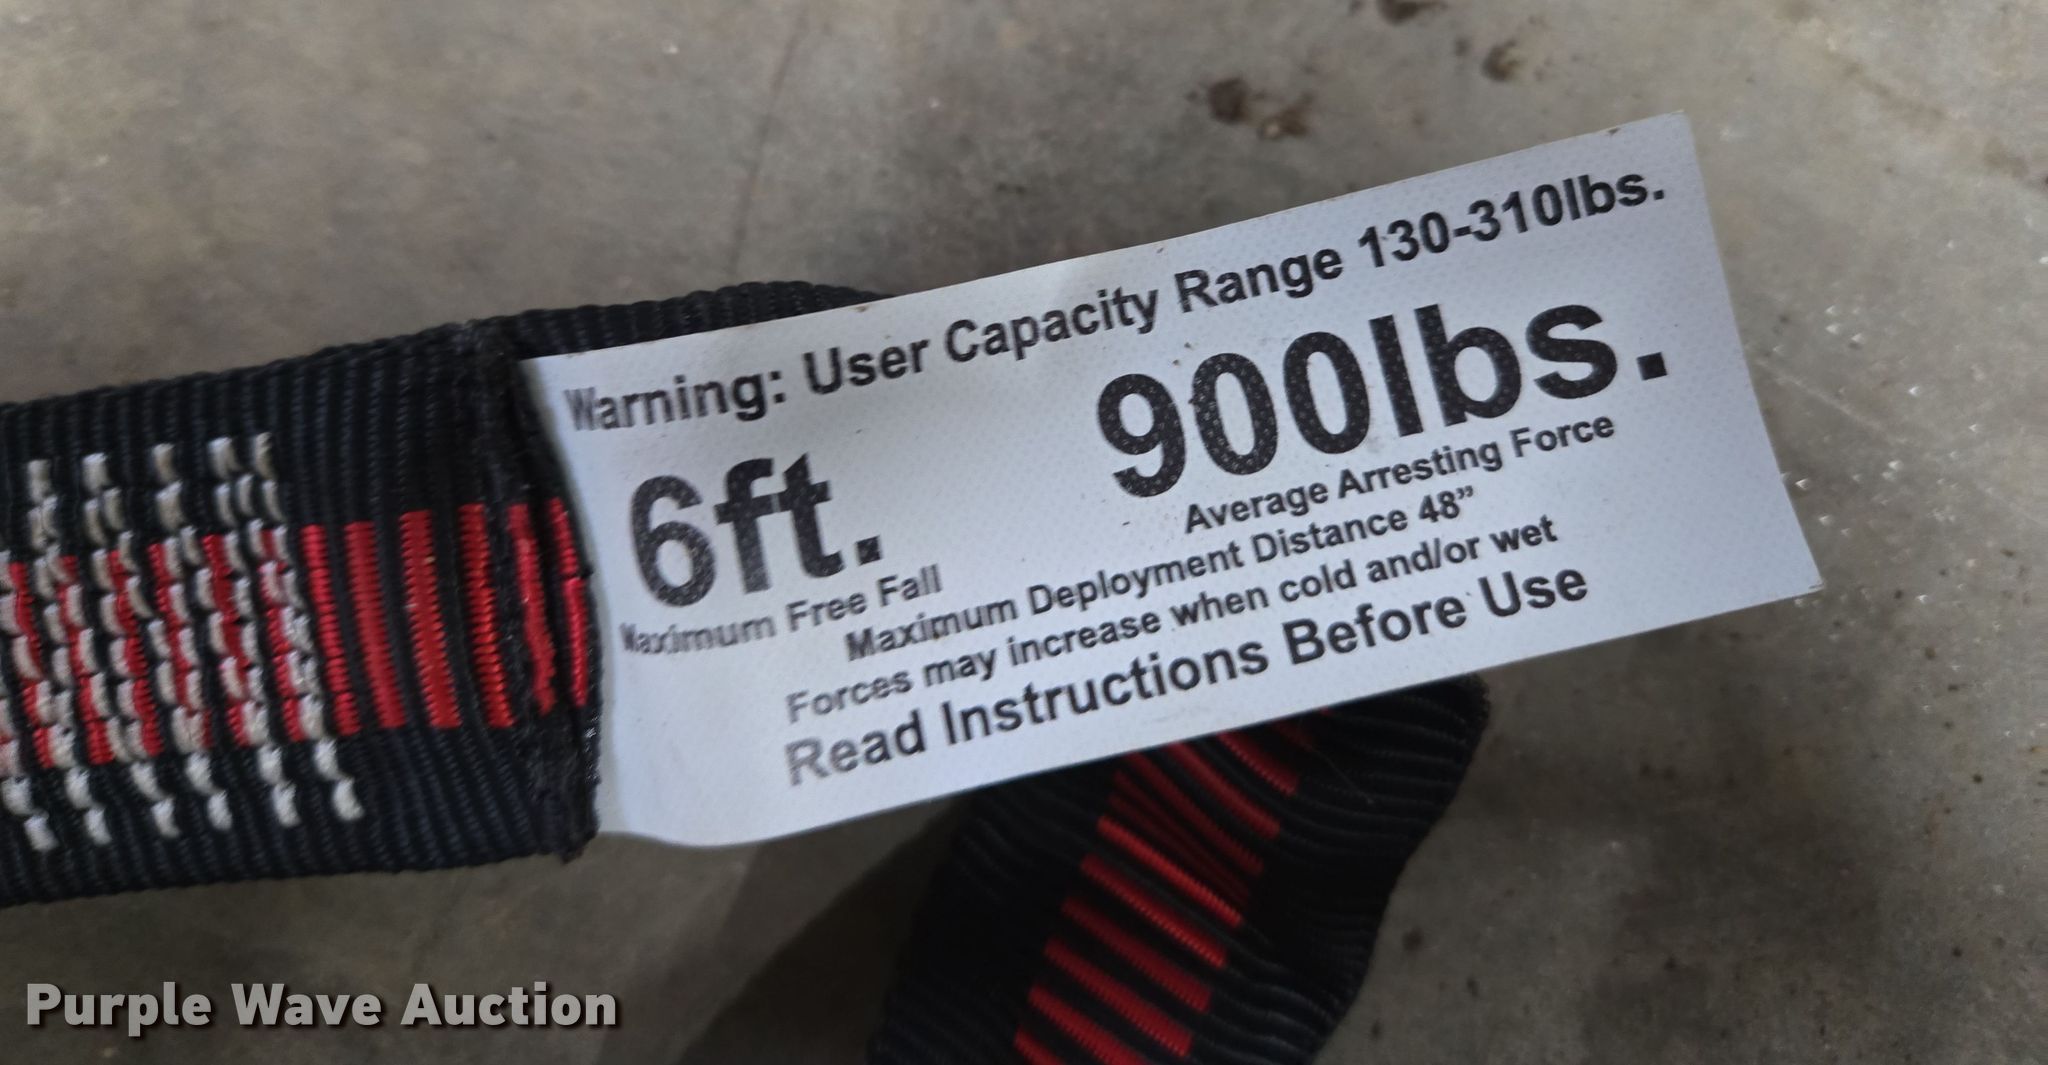 Warning: User Capacity Range 130-310lbs.
6ft.
Maximum Free Fall
900lbs.
Average Arresting Force
Maximum Deployment Distance 48”
Forces may increase when cold and/or wet
Read Instructions Before Use
Purple Wave Auction